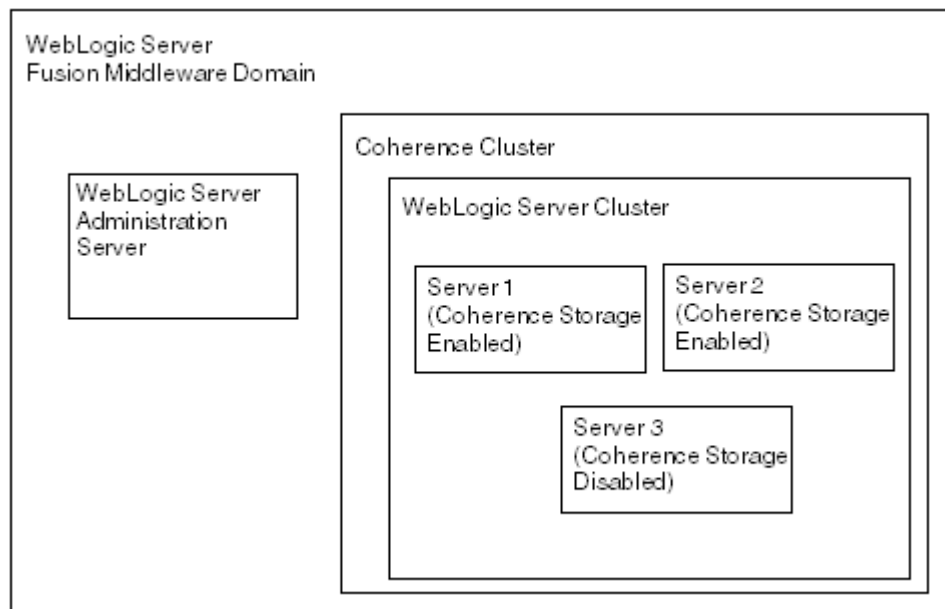 WebLogic Server
Fusion Middleware Domain
Coherence Cluster
WebLogic Server
Administration
Server
WebLogic Server Cluster
Server 1
(Coherence Storage
Enabled)
Server 2
(Coherence Storage
Enabled)
Server 3
(Coherence Storage
Disabled)